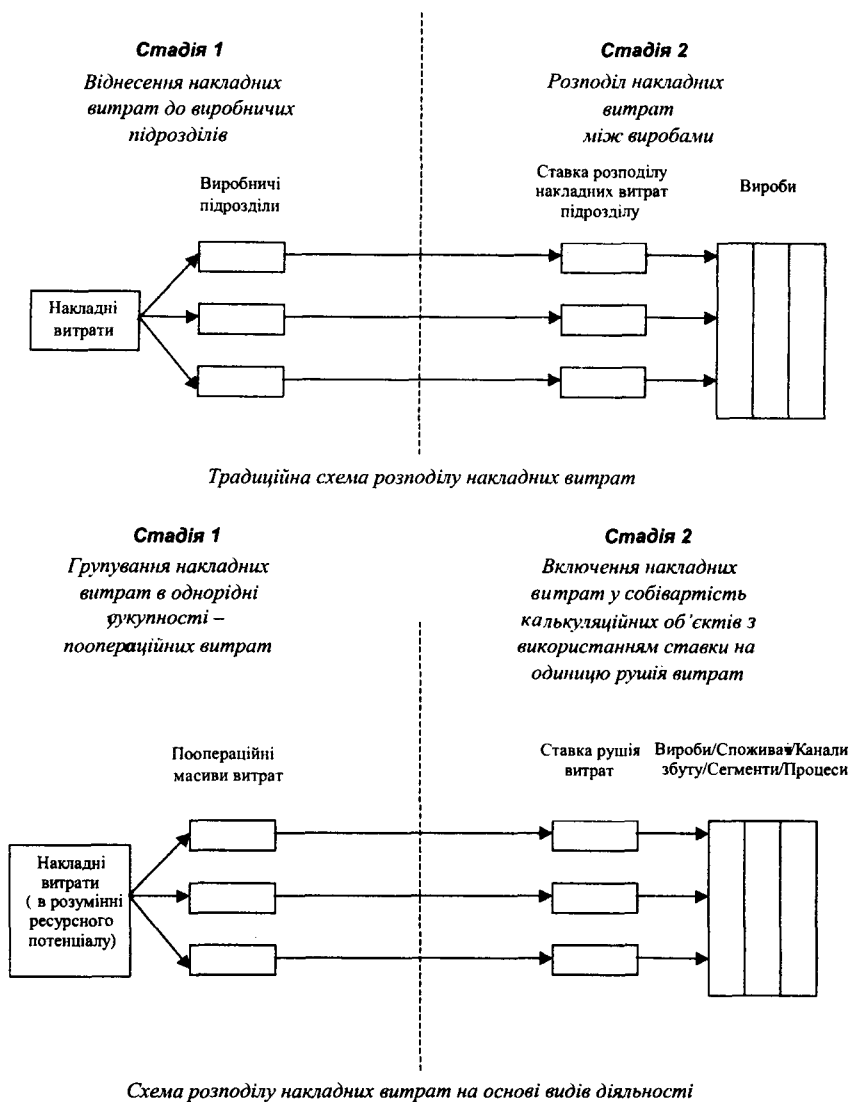 Стадія 1
Віднесення накладних
витрат до виробничих
підрозділів
Стадія 2
Розподіл накладних
витрат
між виробами
Виробничі
підрозділи
Ставка розподілу
накладних витрат
підрозділу
Вироби
Накладні
витрати
Традиційна схема розподілу накладних витрат
Стадія 1
Групування накладних
витрат в однорідні
сукупності –
поопераційних витрат
Стадія 2
Включення накладних
витрат у собівартість
калькуляційних об'єктів з
використанням ставки на
одиницю рушія витрат
Поопераційні
масиви витрат
Ставка рушія
витрат
Вироби/Споживачі/Канали
збуту/Сегменти/Процеси
Накладні
витрати
( в розумінні
ресурсного
потенціалу)
Схема розподілу накладних витрат на основі видів діяльності